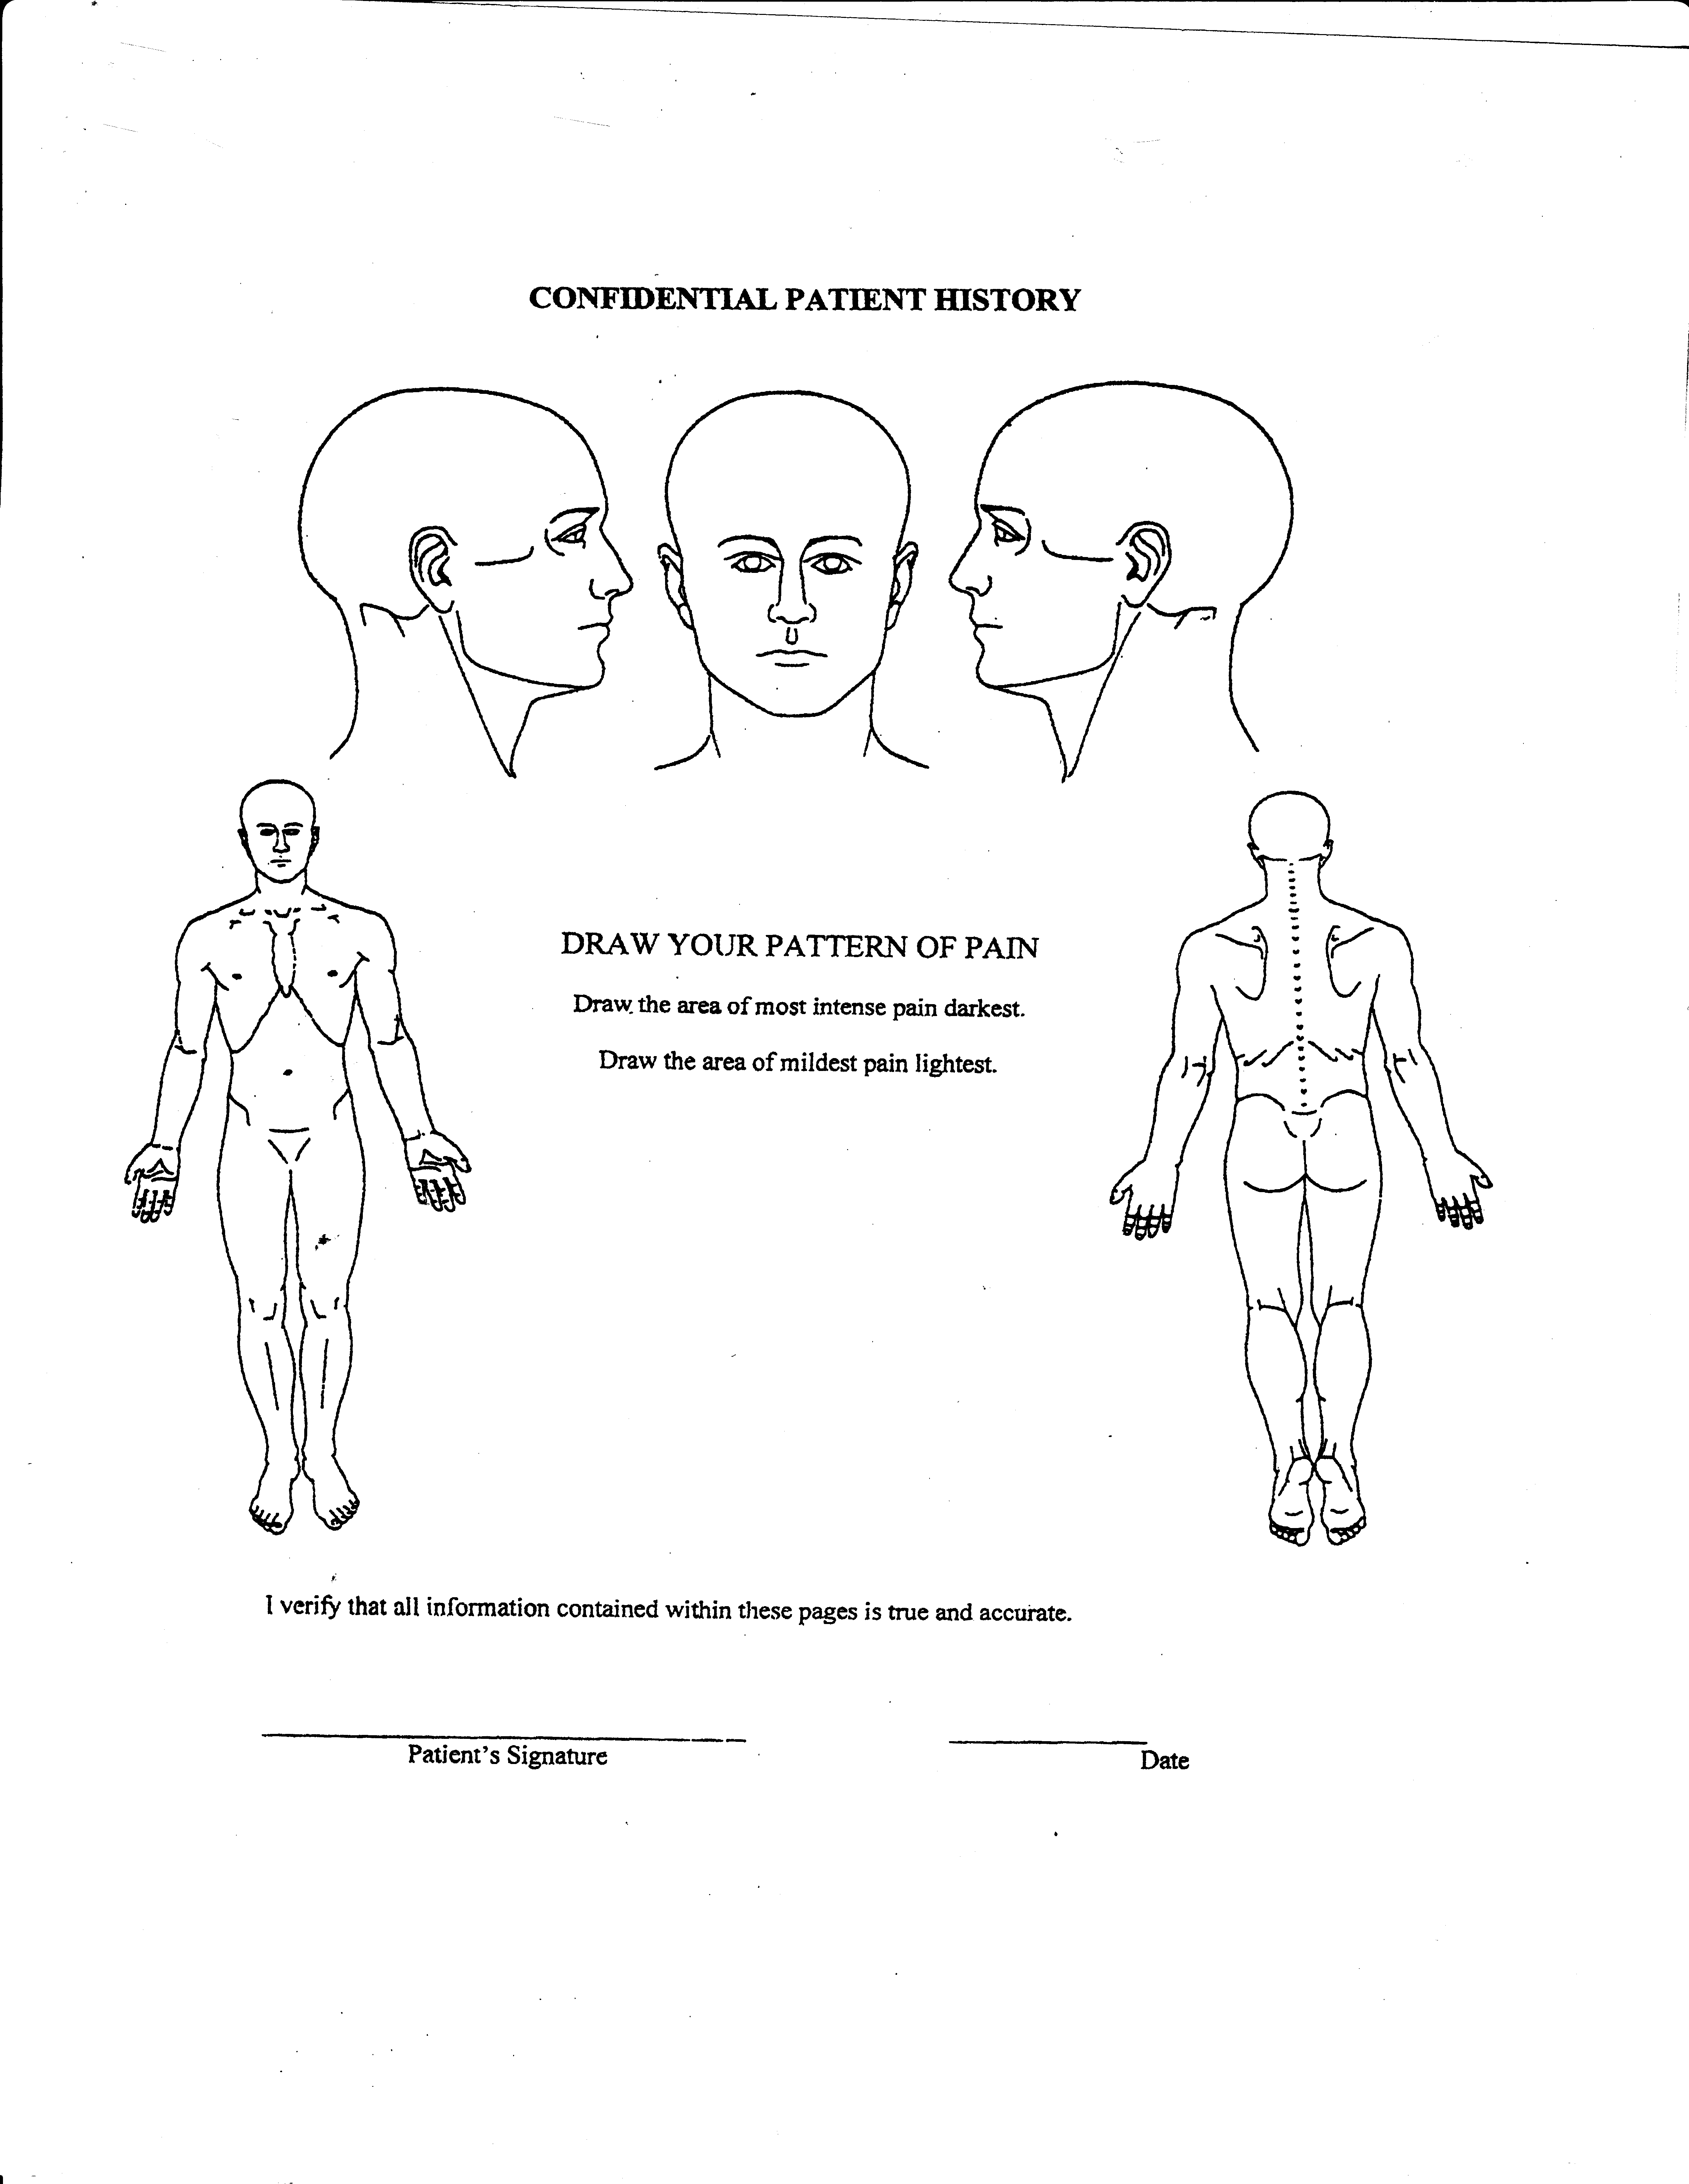 CONFIDENTIAL PATIENT HISTORY
DRAW YOUR PATTERN OF PAIN
Draw the area of most intense pain darkest.
Draw the area of mildest pain lightest.
I verify that all information contained within these pages is true and accurate.
Patient's Signature
Date